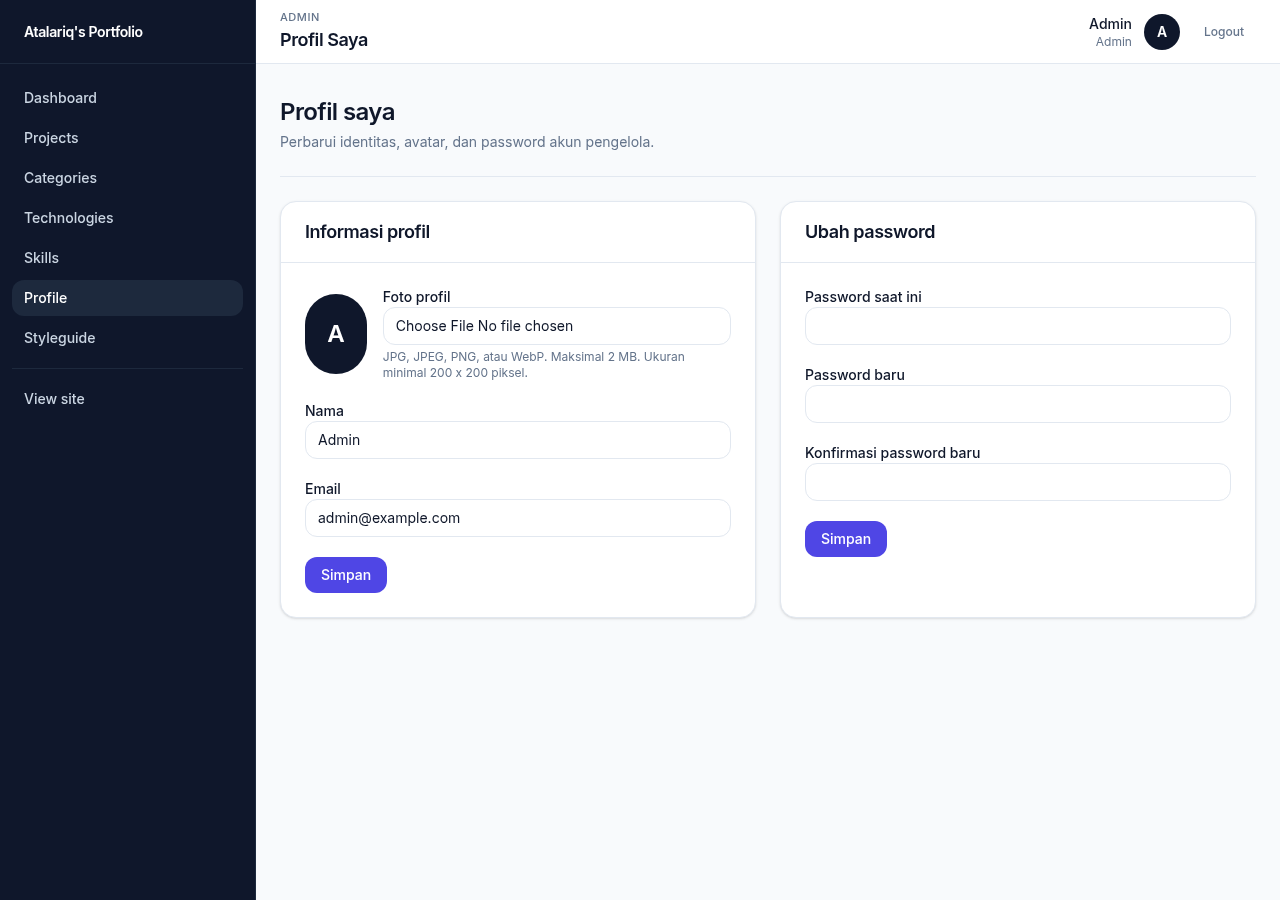 Atalariq's Portfolio
Dashboard
Projects
Categories
Technologies
Skills
Profile
Styleguide
View site
ADMIN
Profil Saya
Admin
Admin
A
Logout
Profil saya
Perbarui identitas, avatar, dan password akun pengelola.
Informasi profil
A
Foto profil
Choose File No file chosen
JPG, JPEG, PNG, atau WebP. Maksimal 2 MB. Ukuran
minimal 200 x 200 piksel.
Nama
Admin
Email
admin@example.com
Simpan
Ubah password
Password saat ini
Password baru
Konfirmasi password baru
Simpan